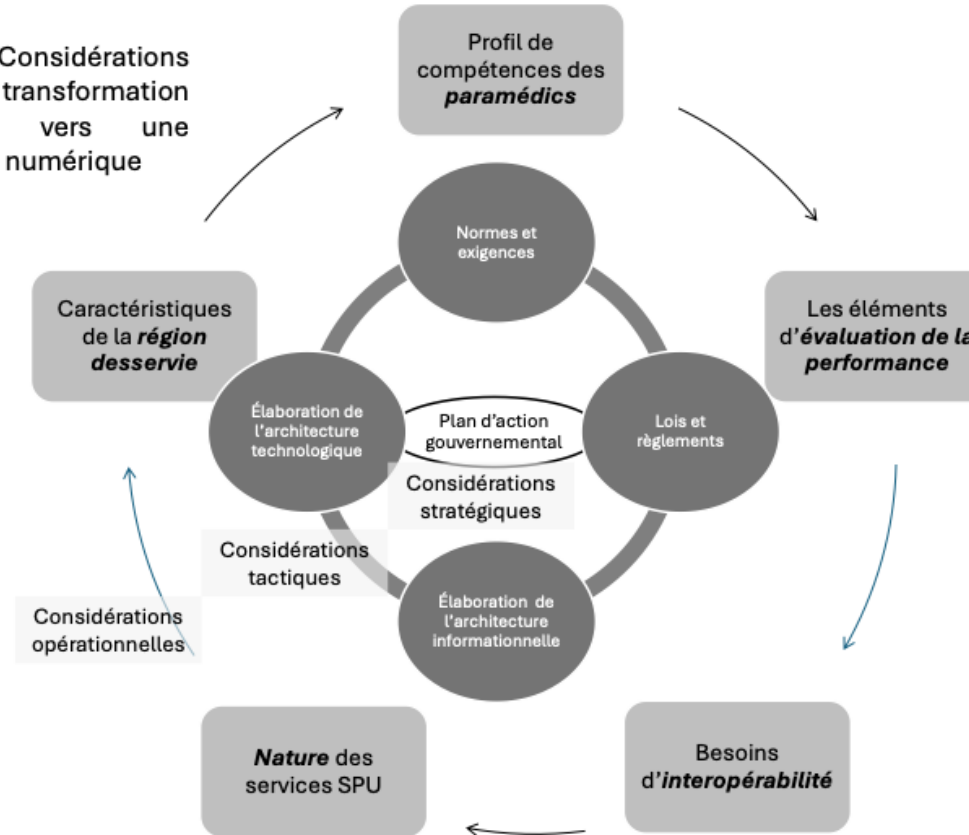 Considérations
transformation
vers une
numérique
Profil de
compétences des
paramédics
Normes et
exigences
Caractéristiques
de la région
desservie
Les éléments
d'évaluation de la
performance
Élaboration de
l'architecture
technologique
Plan d'action
gouvernemental
Lois et
règlements
Considérations
stratégiques
Considérations
tactiques
Élaboration de
l'architecture
informationnelle
Considérations
opérationnelles
Nature des
services SPU
Besoins
d'interopérabilité